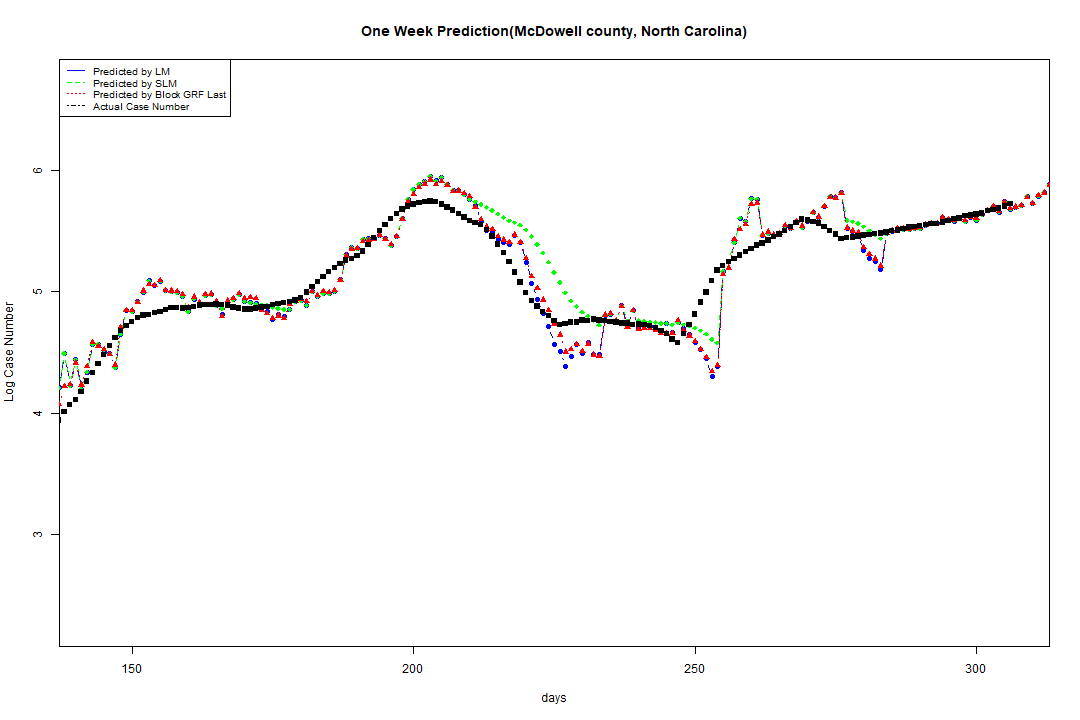 One Week Prediction(McDowell county, North Carolina)
Predicted by LM
Predicted by SLM
Predicted by Block GRF Last
Actual Case Number
6
5
4
3
Log Case Number
150
200
250
300
days